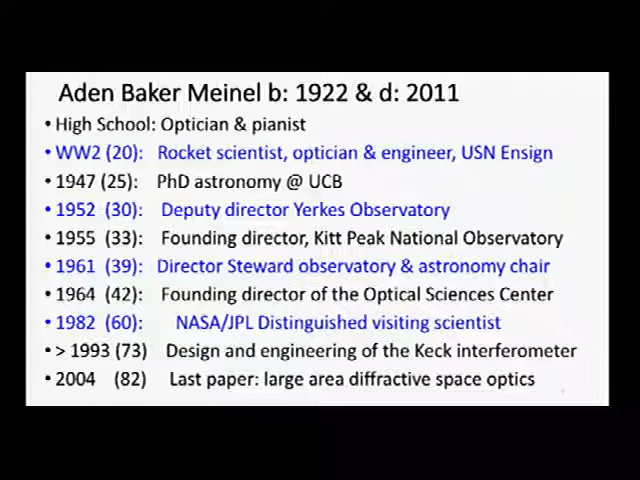 Aden Baker Meinel b: 1922 & d: 2011
• High School: Optician & pianist
• WW2 (20): Rocket scientist, optician & engineer, USN Ensign
• 1947 (25): PhD astronomy @ UCB
• 1952 (30): Deputy director Yerkes Observatory
• 1955 (33): Founding director, Kitt Peak National Observatory
• 1961 (39): Director Steward observatory & astronomy chair
• 1964 (42): Founding director of the Optical Sciences Center
• 1982 (60): NASA/JPL Distinguished visiting scientist
• > 1993 (73) Design and engineering of the Keck interferometer
• 2004 (82) Last paper: large area diffractive space optics